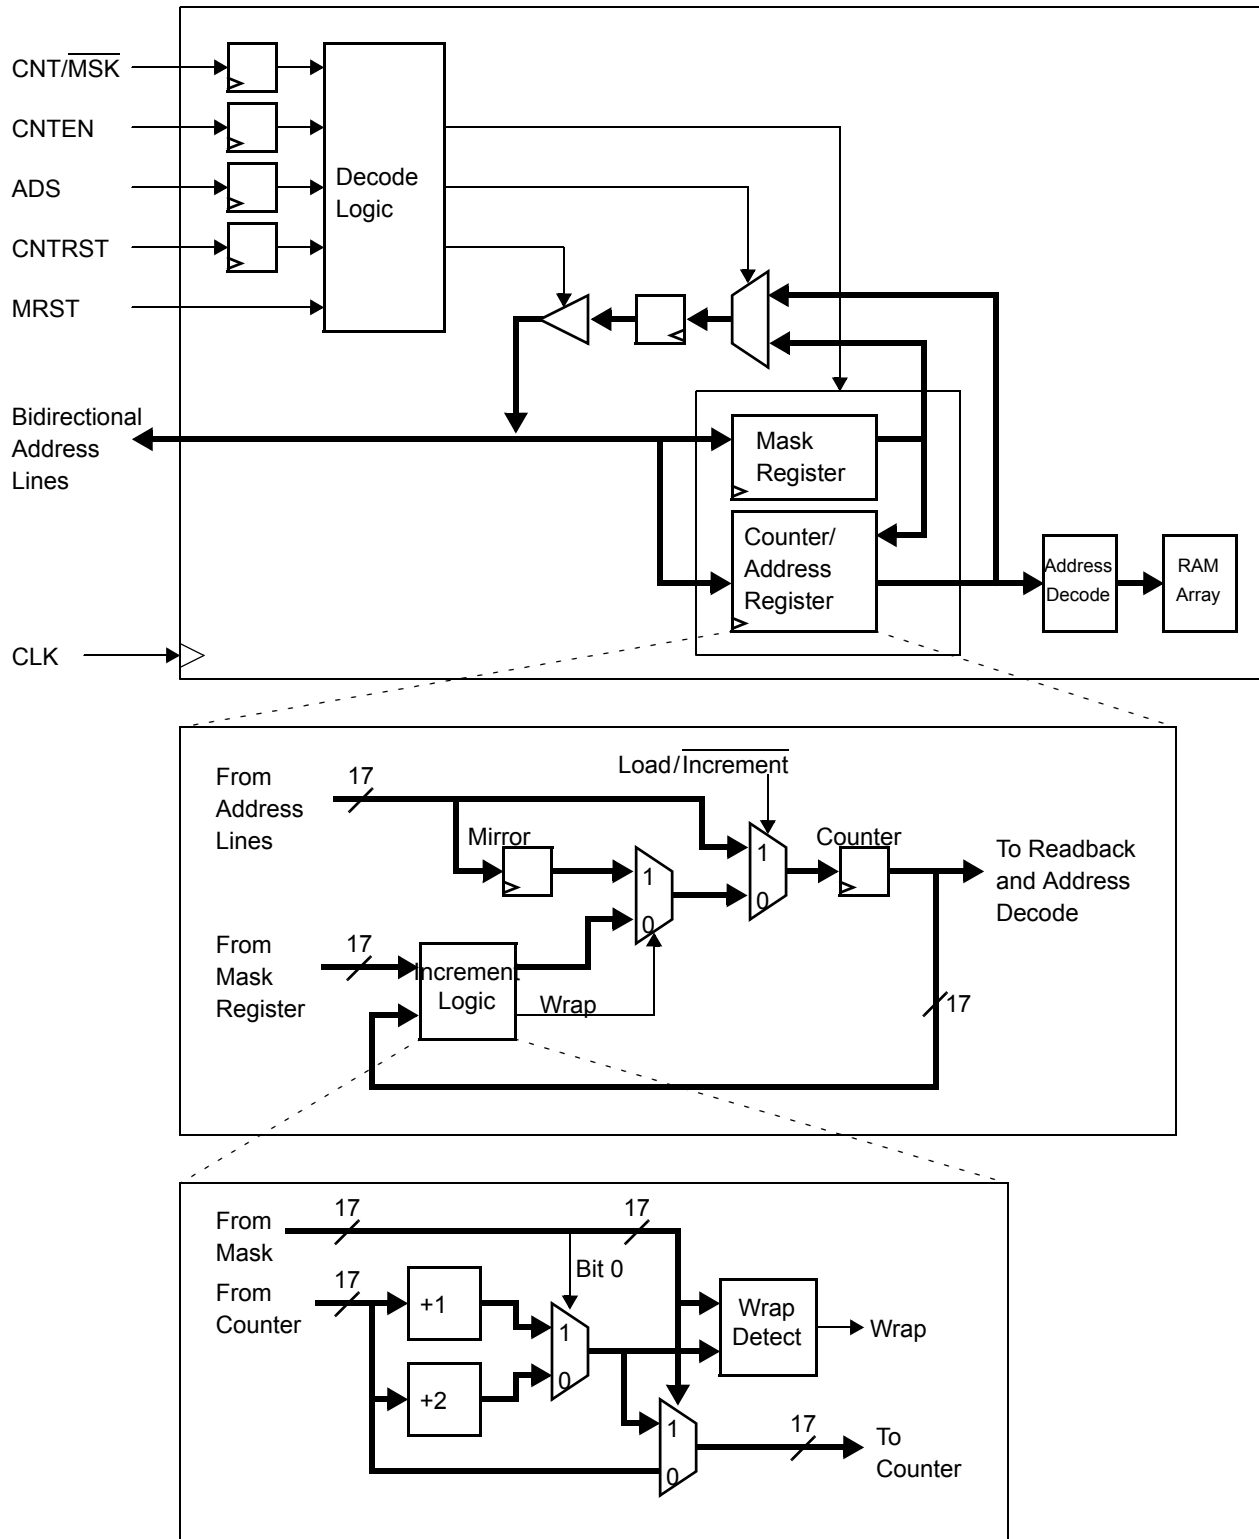 CNT/MSK
CNTEN
ADS
CNTRST
MRST
Decode
Logic
Bidirectional
Address
Lines
Mask
Register
Counter/
Address
Register
Address
Decode
RAM
Array
CLK
From
Address
Lines
17
Load/Increment
Mirror
Counter
1
0
1
0
To Readback
and Address
Decode
From
Mask
Register
17
Increment
Logic
Wrap
17
From
Mask
17
17
Bit 0
From
Counter
17
+1
+2
1
0
Wrap
Detect
Wrap
1
0
17
To
Counter